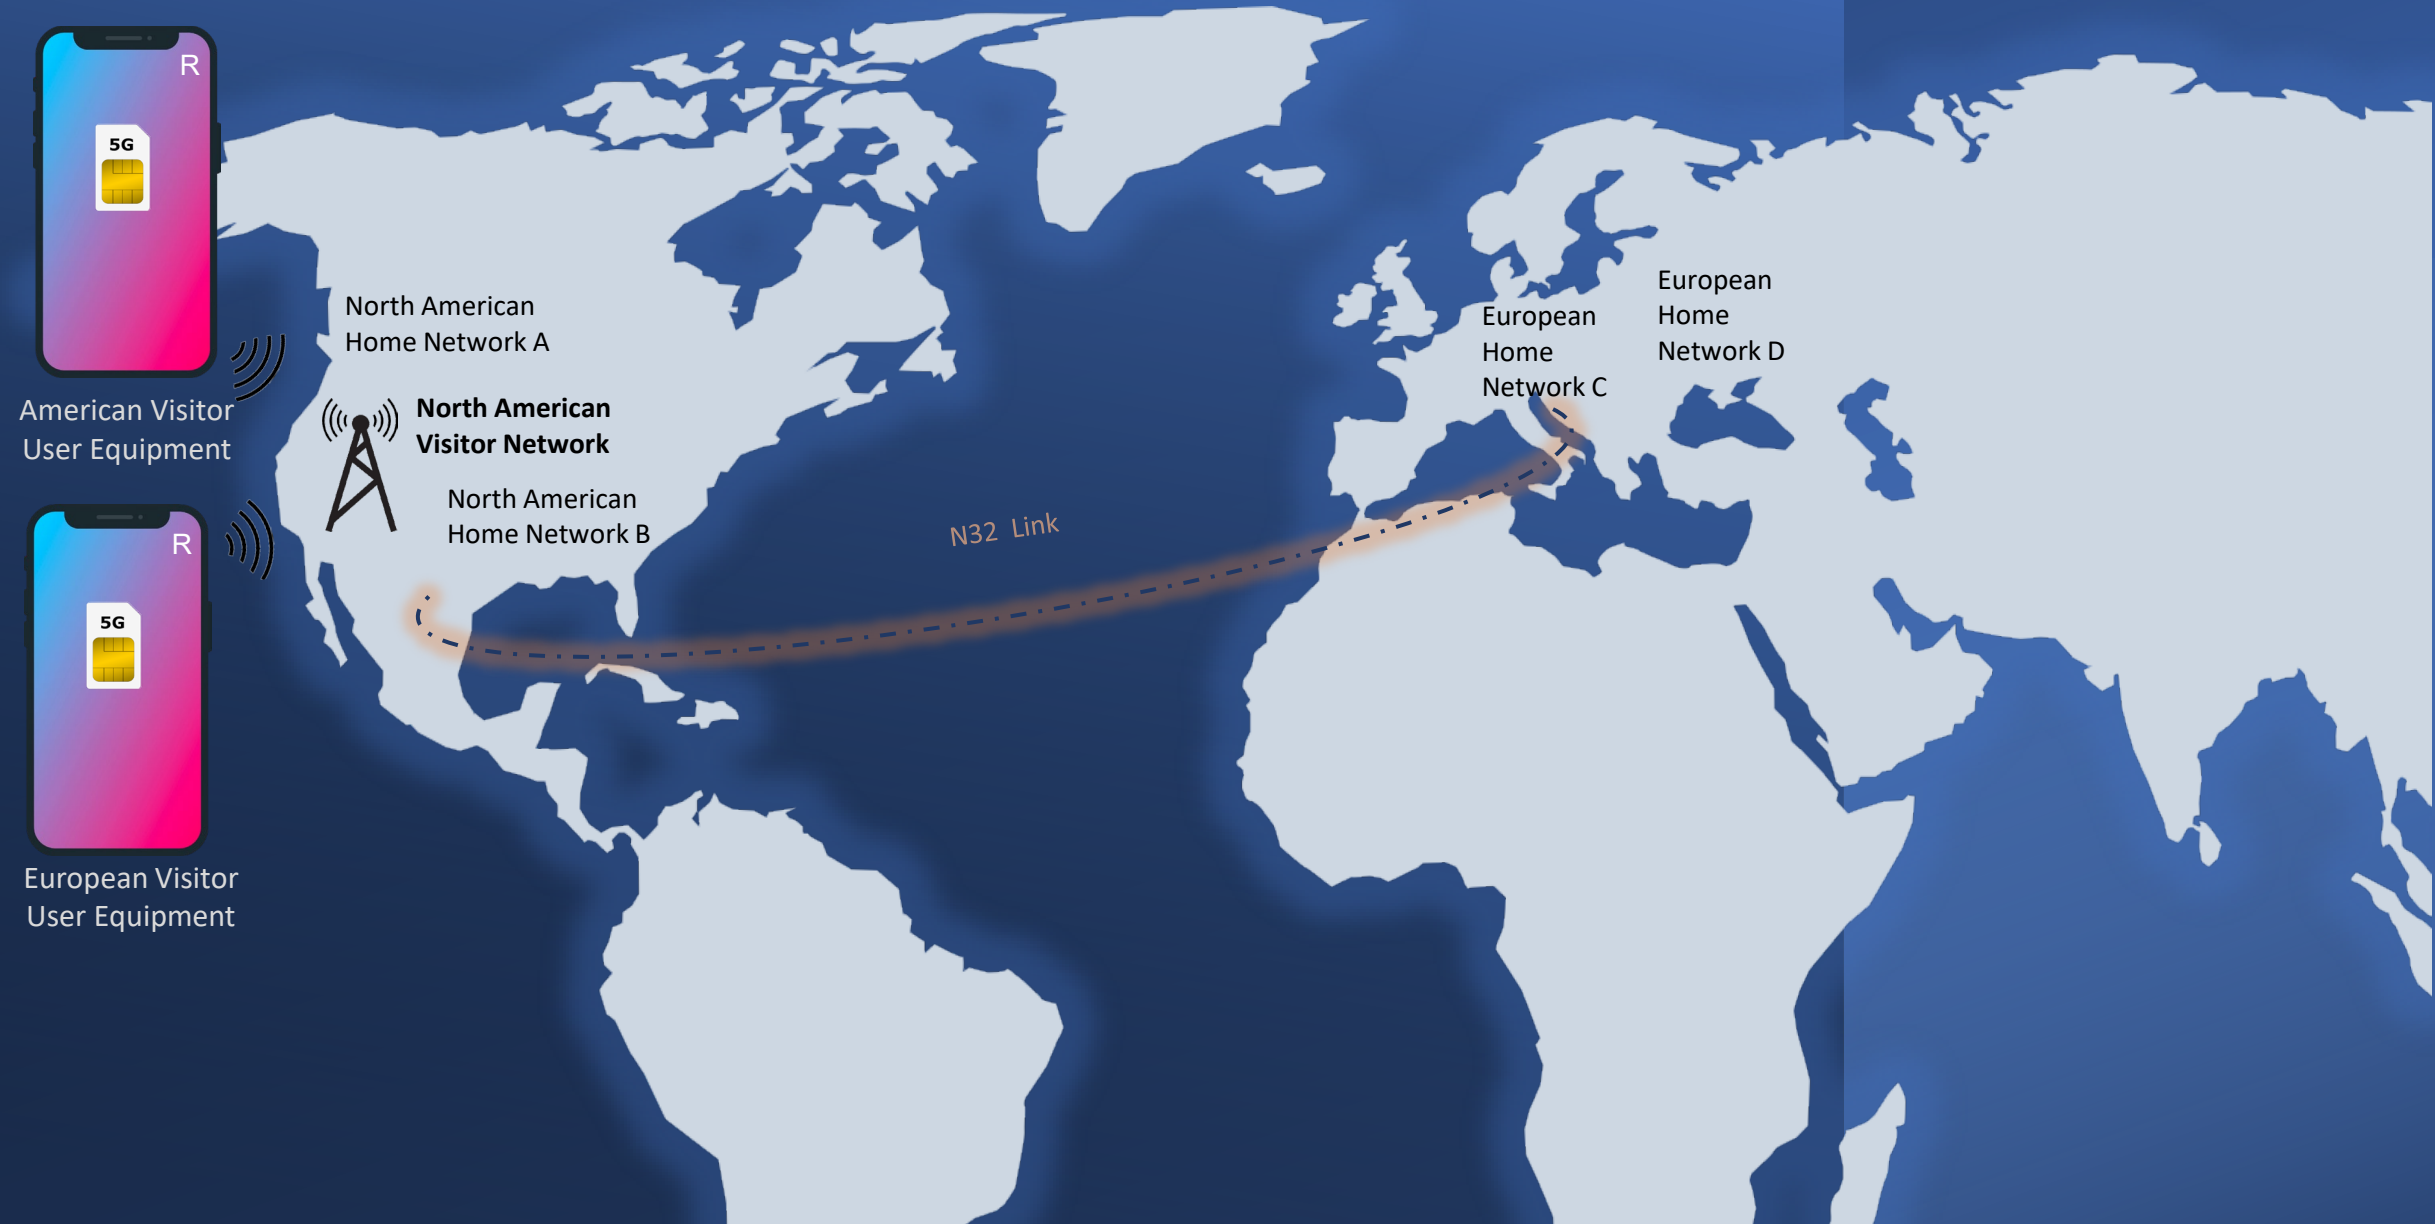 R
5G
American Visitor
User Equipment
R
5G
European Visitor
User Equipment
North American
Home Network A
North American
Visitor Network
North American
Home Network B
N32 Link
European
Home
Network C
European
Home
Network D